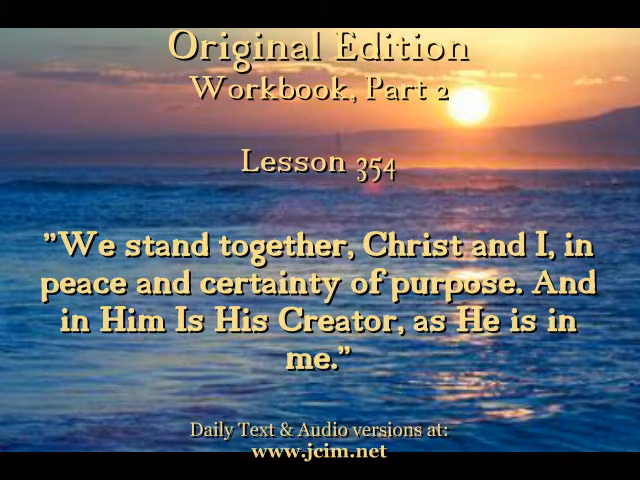 Original Edition
Workbook, Part 2
Lesson 354
"We stand together, Christ and I, in
peace and certainty of purpose. And
in Him Is His Creator, as He is in
me."
Daily Text & Audio versions at:
www.jcim.net